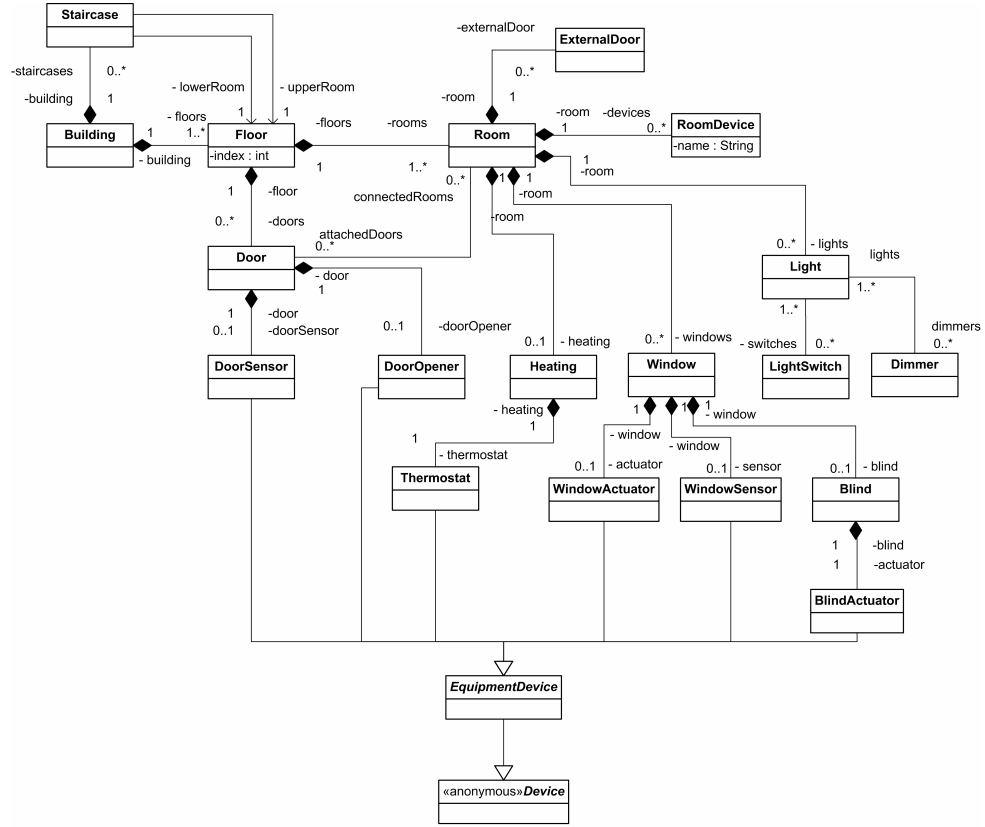 Staircase
-externalDoor
ExternalDoor
-staircases
0..*
0..*
-building
1
- lowerRoom
- upperRoom
-room
1
1
1
- floors
1..*
Building
1
- building
Floor
-index : int
-floors
1
-rooms
1..*
Room
-room
1
-devices
0..*
RoomDevice
-name : String
1
-room
0..*
connectedRooms
1
1
-room
-room
1
-floor
0..*
-doors
attachedDoors
0..*
Door
- door
1
0..*
- lights
Light
lights
1..*
1..*
1
-door
0..1
-doorSensor
0..1
-doorOpener
0..1
- heating
0..*
- windows
- switches
0..*
dimmers
0..*
DoorSensor
DoorOpener
Heating
Window
LightSwitch
Dimmer
- heating
1
1
- thermostat
1
- window
1
- window
1
- window
0..1
- actuator
0..1
- sensor
0..1
- blind
Thermostat
WindowActuator
WindowSensor
Blind
1
-blind
1
-actuator
BlindActuator
EquipmentDevice
«anonymous»Device